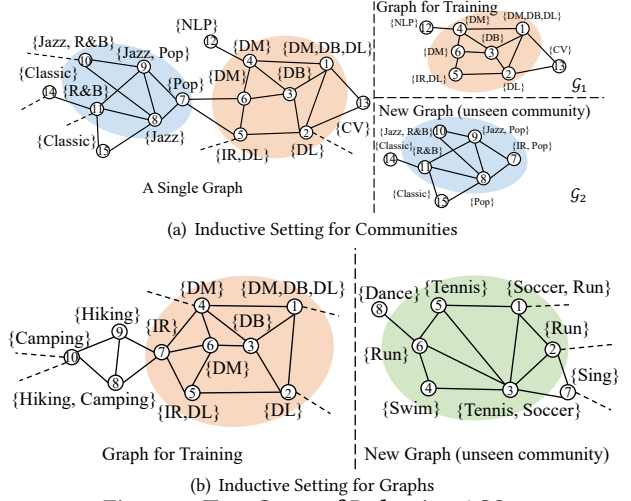 {NLP}
12
{Jazz, R&B}
{Jazz, Pop}
{DM}
{DM,DB,DL}
10
9
4
1
{Classic}
{R&B}
{Pop}
{DM}
{DB}
14
11
7
6
3
13
8
{Jazz}
5
2
{CV}
{Classic}
15
{IR,DL}
{DL}
A Single Graph
Graph for Training
{NLP}
{DM}
{DM,DB,DL}
12
4
1
{DB}
{DM}
6
3
{CV}
{IR,DL}
5
2
13
{DL}
G1
New Graph (unseen community)
{Jazz, R&B}
10
{Jazz, Pop}
9
{Classic}
{R&B}
{IR, Pop}
14
11
7
8
{Classic}
15
{Pop}
G2
(a) Inductive Setting for Communities
{DM}
{DM,DB,DL}
4
1
{Hiking}
{IR}
{DB}
{Camping}
9
7
6
3
10
{DM}
8
5
2
{Hiking, Camping}
{IR,DL}
{DL}
Graph for Training
{Dance}
{Tennis}
{Soccer, Run}
8
5
1
{Run}
6
2
{Run}
{Sing}
4
3
7
{Swim}
{Tennis, Soccer}
New Graph (unseen community)
(b) Inductive Setting for Graphs